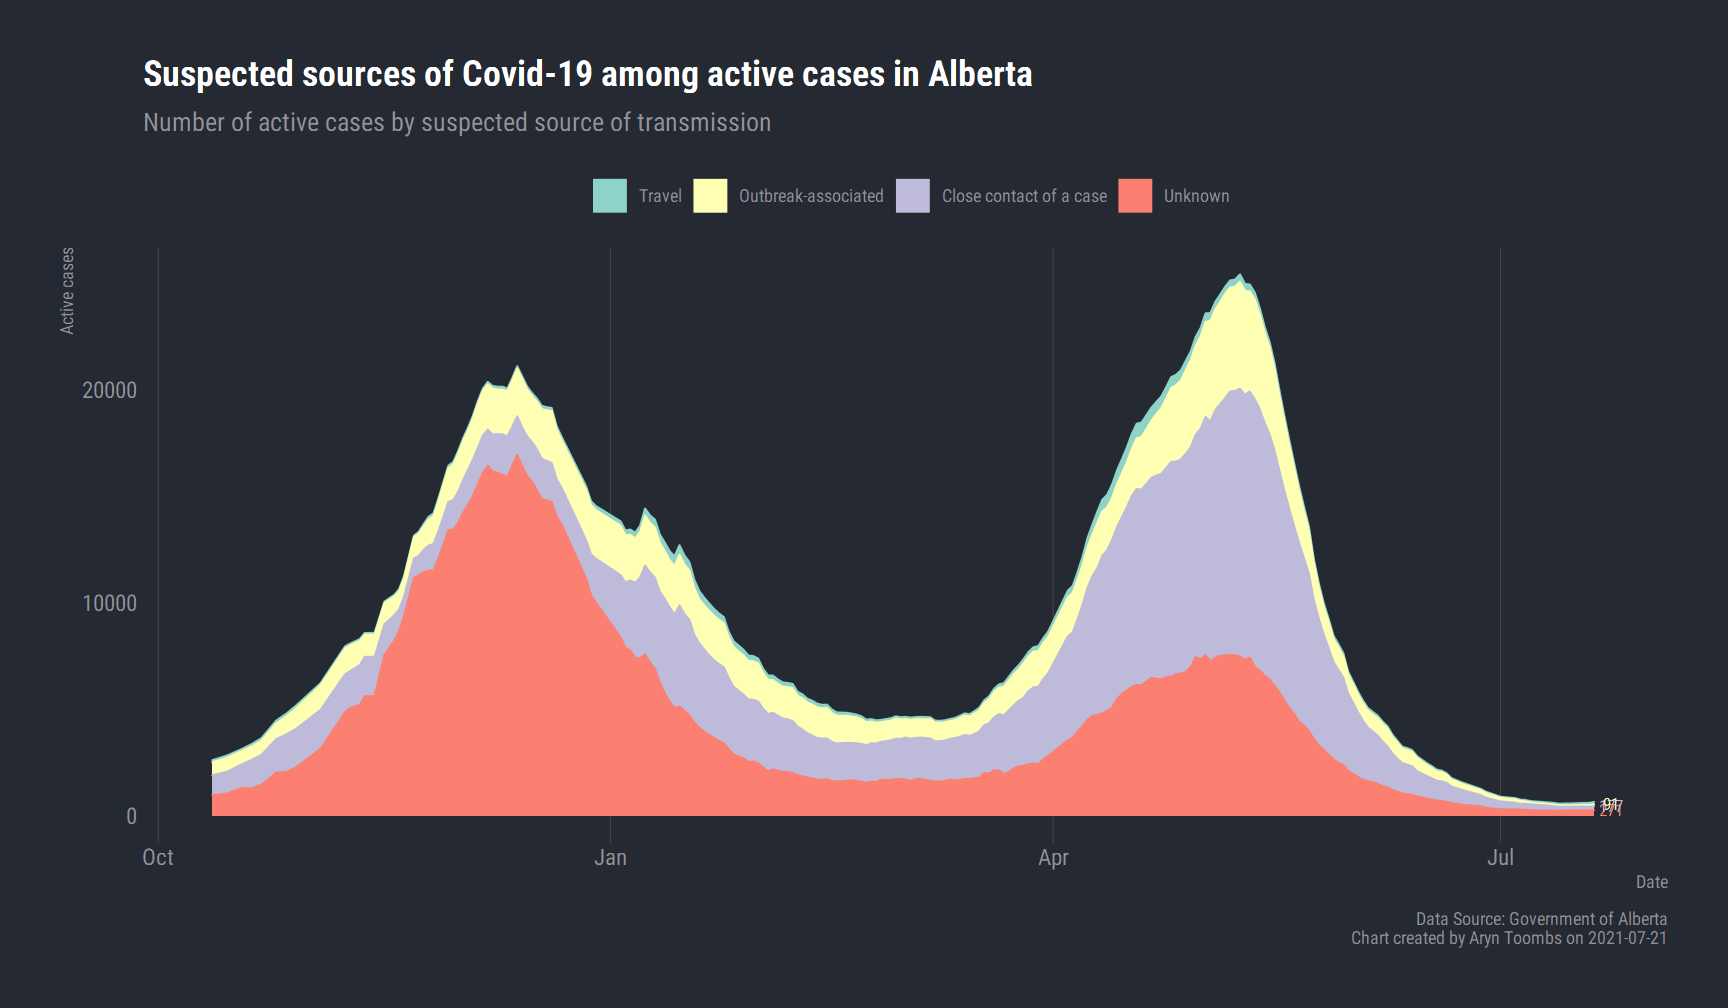 Suspected sources of Covid-19 among active cases in Alberta
Number of active cases by suspected source of transmission
Travel
Outbreak-associated
Close contact of a case
Unknown
Active cases
20000
10000
0
Oct
Jan
Apr
Jul
Date
Data Source: Government of Alberta
Chart created by Aryn Toombs on 2021-07-21